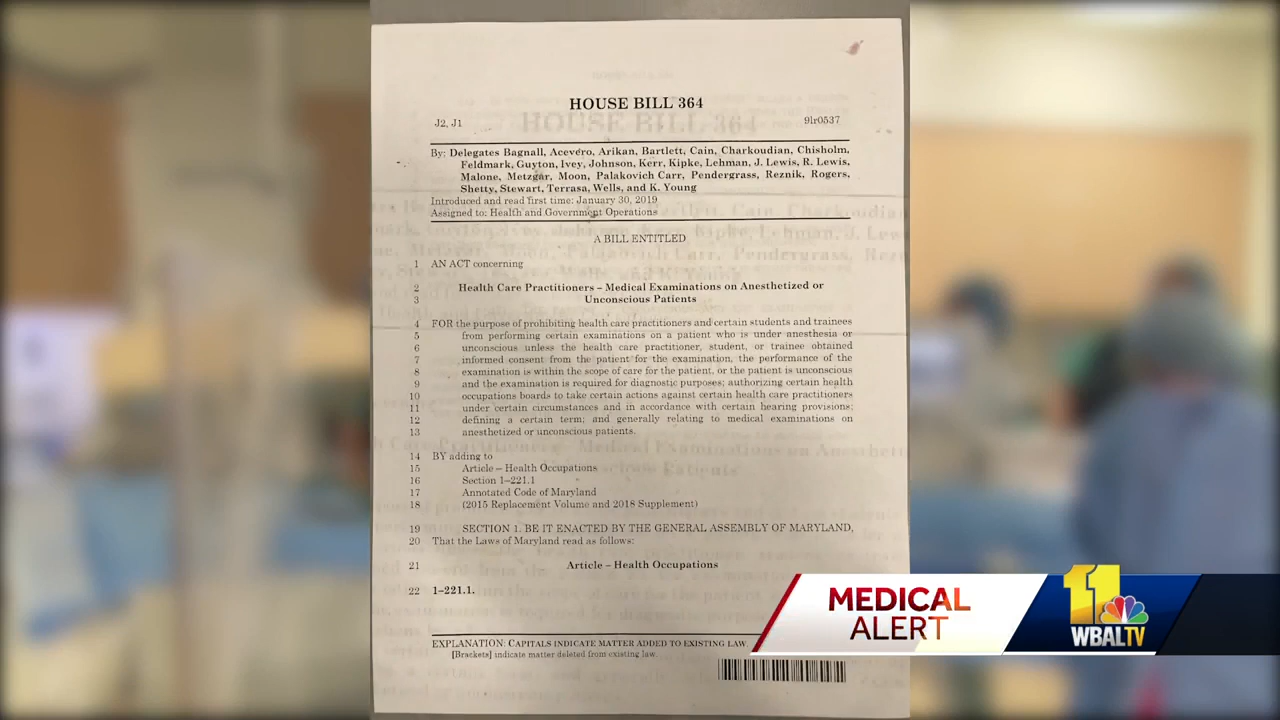 HOUSE BILL 364
J2, J1 9lr0537
By: Delegates Bagnall, Acevero, Arikan, Bartlett, Cain, Charkoudian, Chisholm,
Feldmark, Guyton, Ivey, Johnson, Kerr, Kipke, Lehman, J. Lewis, R. Lewis,
Malone, Metzgar, Moon, Palakovich Carr, Pendergrass, Reznik, Rogers,
Shetty, Stewart, Terrasa, Wells, and K. Young
Introduced and read first time: January 30, 2019
Assigned to: Health and Government Operations
A BILL ENTITLED
1 AN ACT concerning
2 Health Care Practitioners – Medical Examinations on Anesthetized or
3 Unconscious Patients
4 FOR the purpose of prohibiting health care practitioners and certain students and trainees
5 from performing certain examinations on a patient who is under anesthesia or
6 unconscious unless the health care practitioner, student, or trainee obtained
7 informed consent from the patient for the examination, the performance of the
8 examination is within the scope of care for the patient, or the patient is unconscious
9 and the examination is required for diagnostic purposes; authorizing certain health
10 occupations boards to take certain actions against certain health care practitioners
11 under certain circumstances and in accordance with certain hearing provisions;
12 defining a certain term; and generally relating to medical examinations on
13 anesthetized or unconscious patients.
14 BY adding to
15 Article – Health Occupations
16 Section 1–221.1
17 Annotated Code of Maryland
18 (2015 Replacement Volume and 2018 Supplement)
19 SECTION 1. BE IT ENACTED BY THE GENERAL ASSEMBLY OF MARYLAND,
20 That the Laws of Maryland read as follows:
21 Article – Health Occupations
22 1–221.1.
EXPLANATION: CAPITALS INDICATE MATTER ADDED TO EXISTING LAW.
[Brackets] indicate matter deleted from existing law.
MEDICAL
ALERT
1
WBALTV